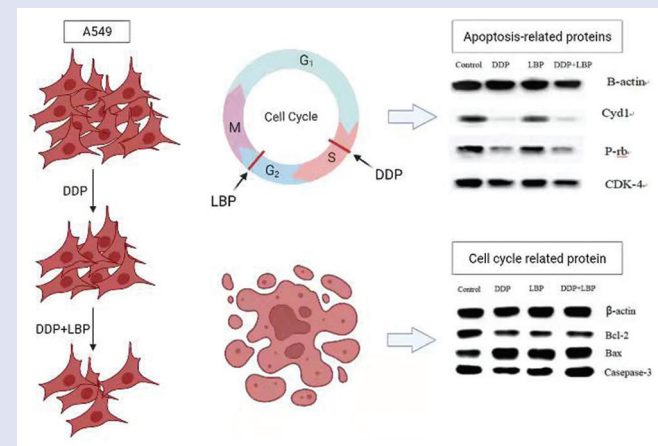 A549
DDP
DDP+LBP
G1
Cell Cycle
M
S
G2
LBP
DDP
Apoptosis-related proteins
Control DDP LBP DDP+LBP
B-actin
Cyd1
P-rb
CDK-4
Cell cycle related protein
Control DDP LBP DDP+LBP
β-actin
Bcl-2
Bax
Casepase-3